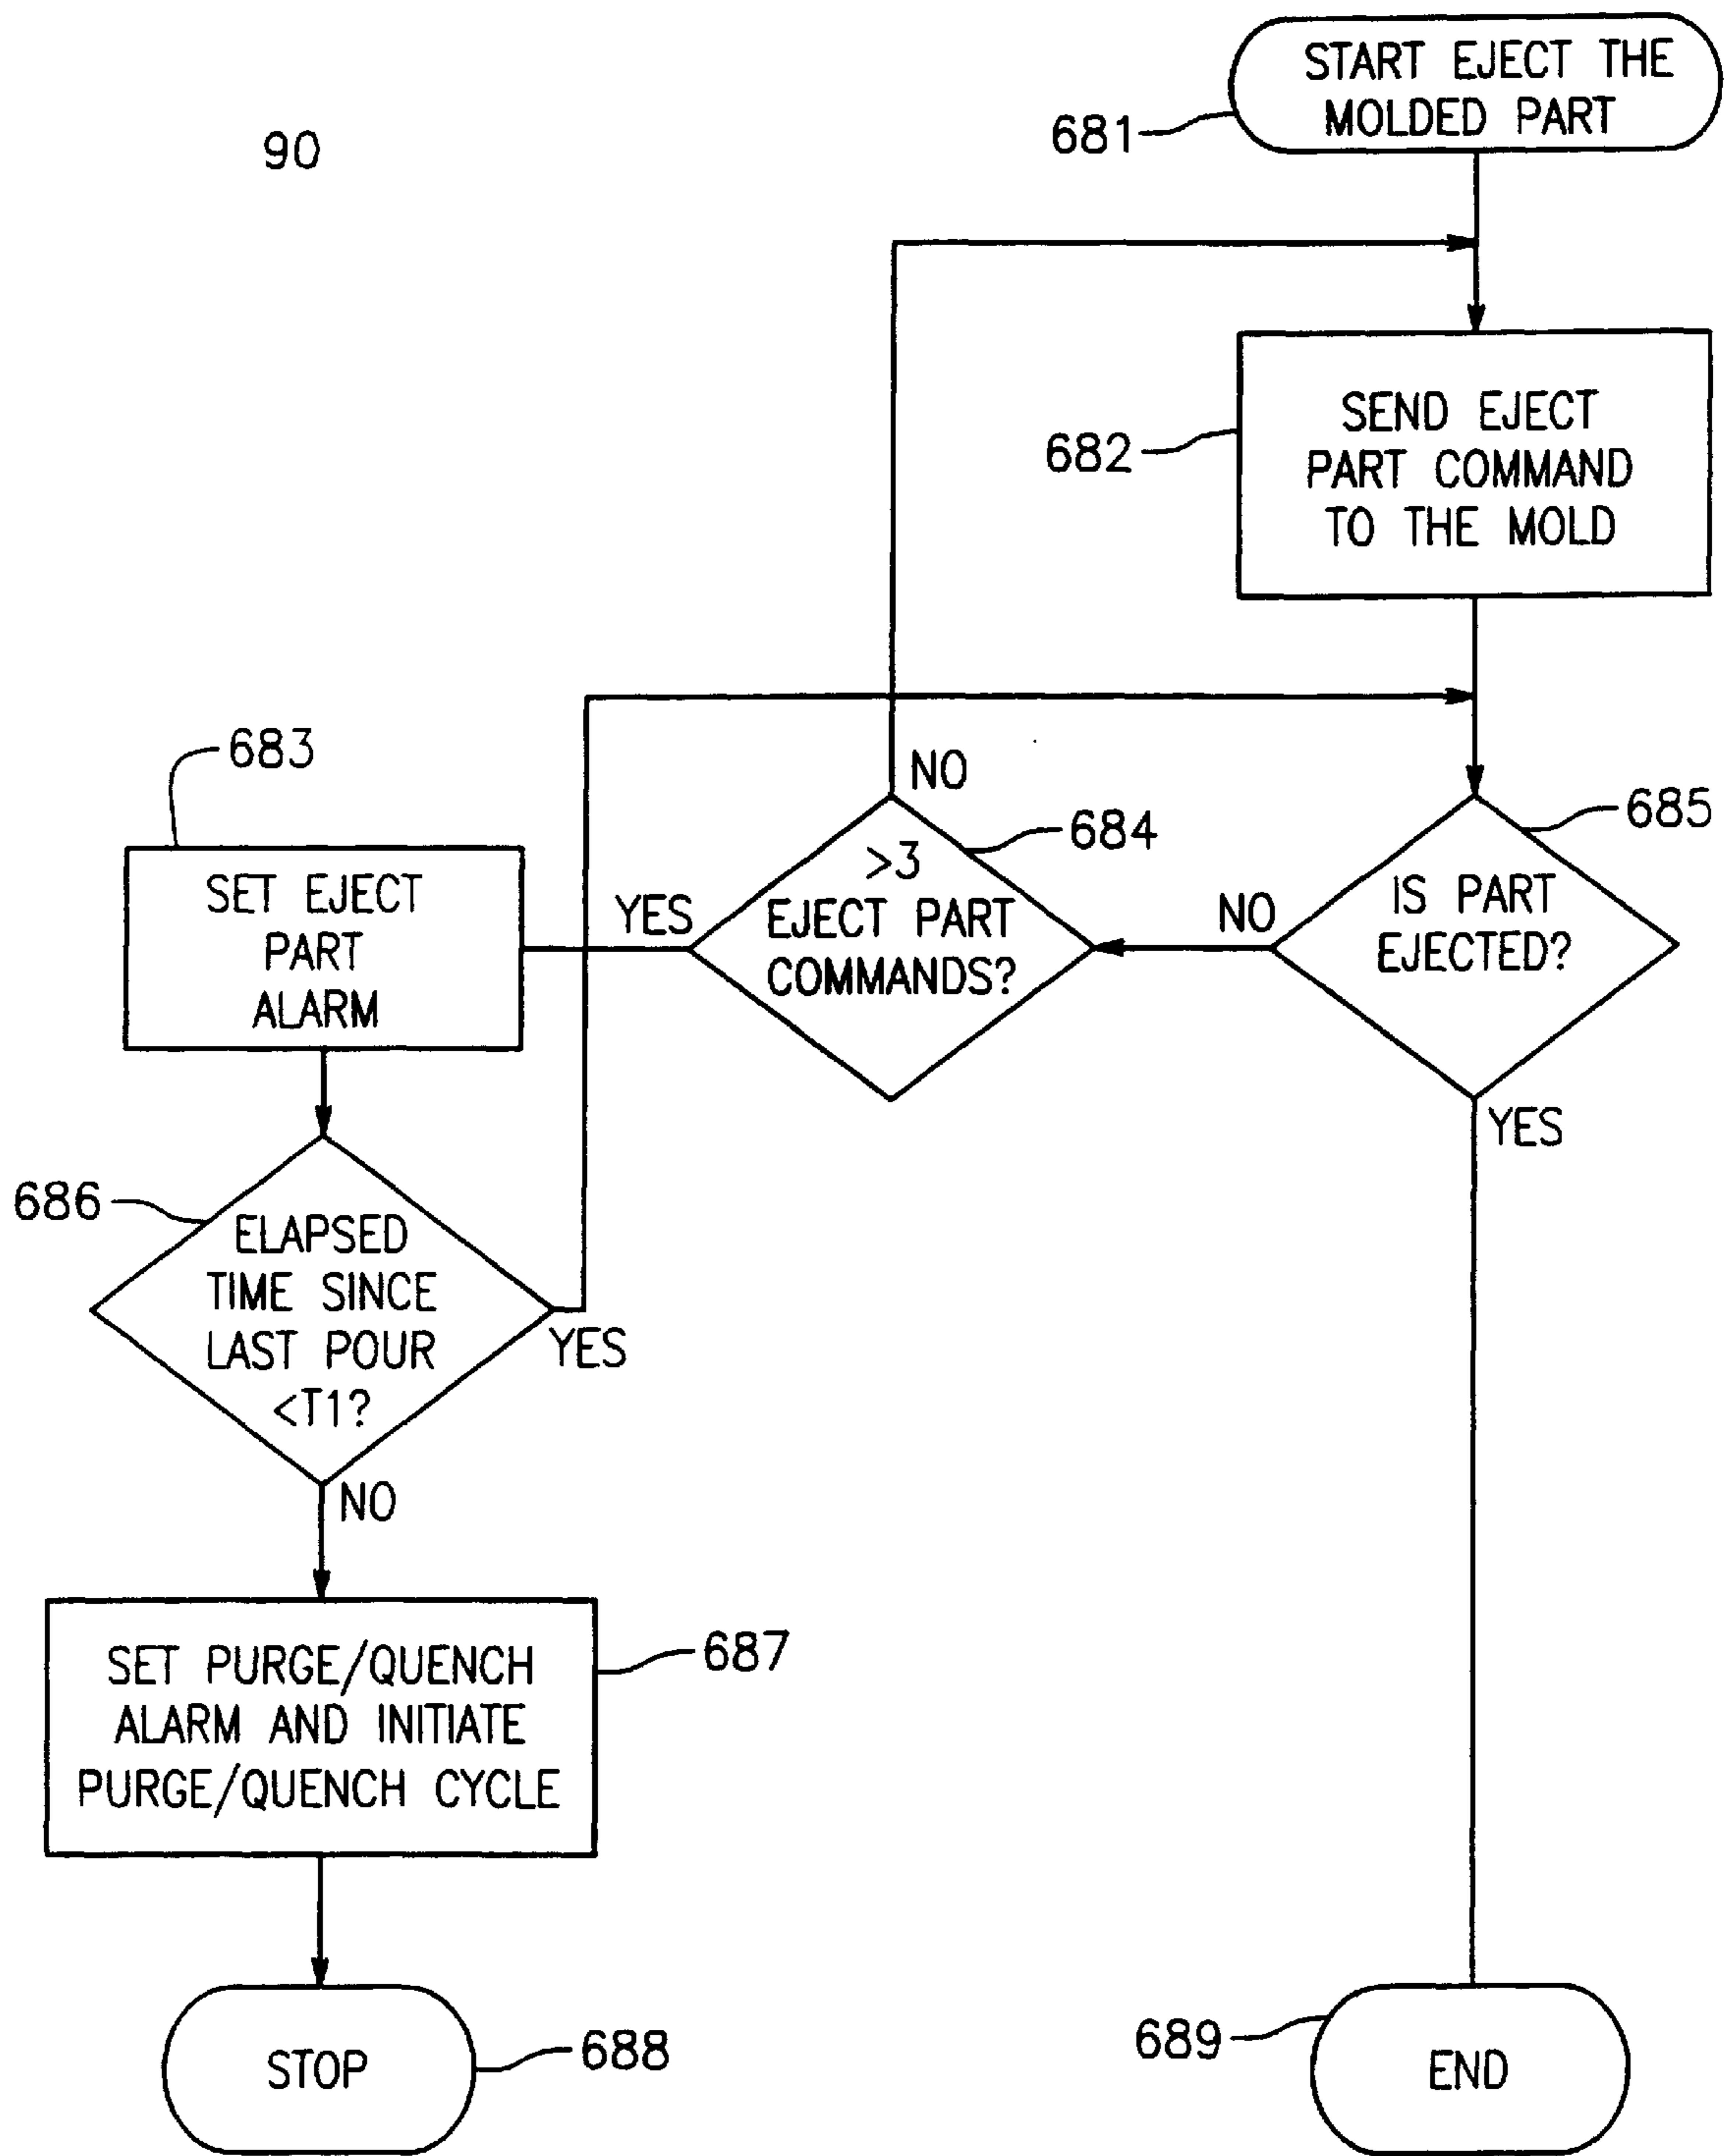 90
START EJECT THE
MOLDED PART
681
SEND EJECT
PART COMMAND
TO THE MOLD
682
683
SET EJECT
PART
ALARM
YES
NO
684
>3
EJECT PART
COMMANDS?
NO
685
IS PART
EJECTED?
YES
686
ELAPSED
TIME SINCE
LAST POUR
<T1?
YES
NO
SET PURGE/QUENCH
ALARM AND INITIATE
PURGE/QUENCH CYCLE
687
STOP
688
689
END